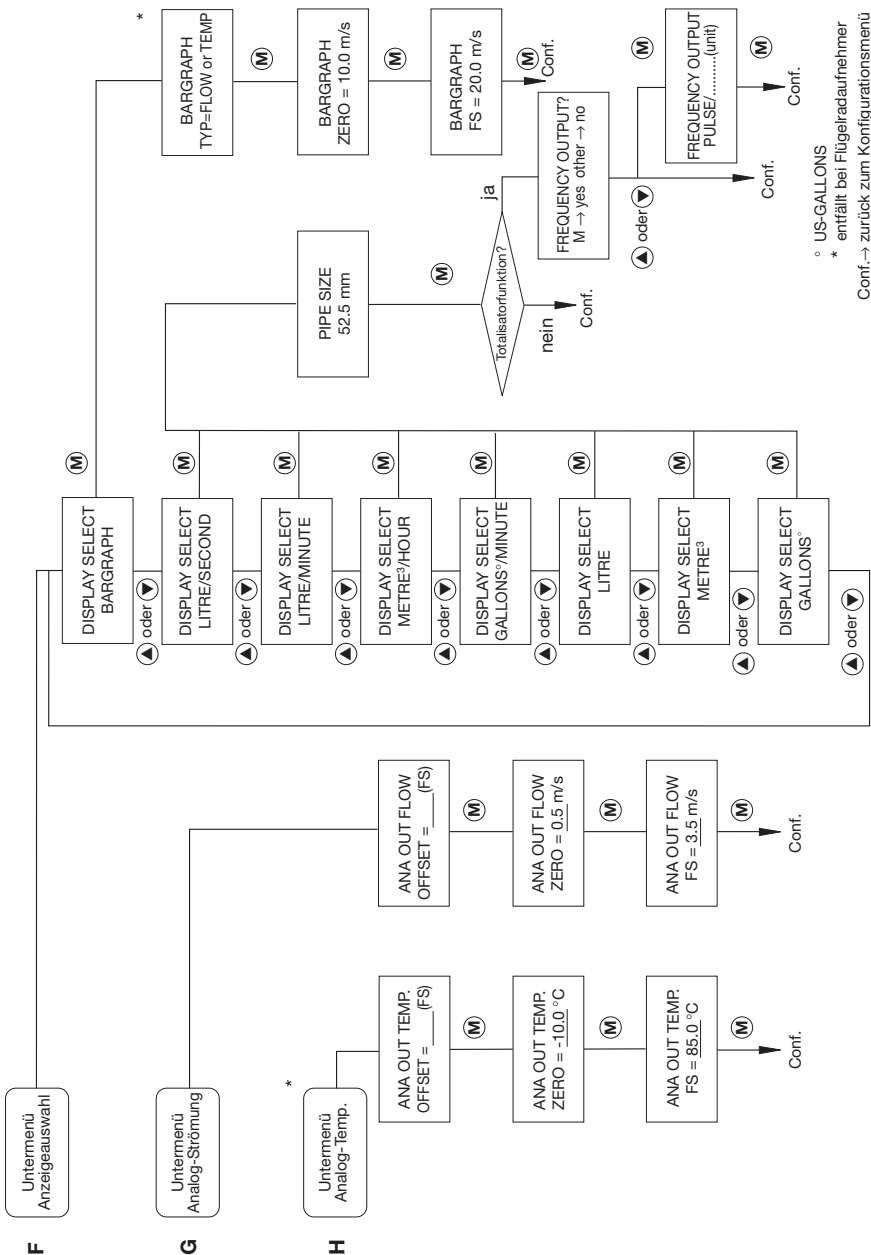 F
Untermenü
Anzeigeauswahl
DISPLAY SELECT
BARGRAPH
M
*
BARGRAPH
TYP=FLOW or TEMP
M
BARGRAPH
ZERO = 10.0 m/s
M
BARGRAPH
FS = 20.0 m/s
M
Conf.
▲ oder ▼
DISPLAY SELECT
LITRE/SECOND
M
▲ oder ▼
DISPLAY SELECT
LITRE/MINUTE
M
▲ oder ▼
DISPLAY SELECT
METRE³/HOUR
M
▲ oder ▼
DISPLAY SELECT
GALLONS°/MINUTE
M
▲ oder ▼
DISPLAY SELECT
LITRE
M
▲ oder ▼
DISPLAY SELECT
METRE³
M
▲ oder ▼
DISPLAY SELECT
GALLONS°
M
▲ oder ▼
PIPE SIZE
52.5 mm
M
Totalisatorfunktion?
nein
Conf.
ja
FREQUENCY OUTPUT?
M → yes other → no
▲ oder ▼
Conf.
M
FREQUENCY OUTPUT
PULSE/...........(unit)
M
Conf.
G
Untermenü
Analog-Strömung
ANA OUT FLOW
OFFSET = ____(FS)
M
ANA OUT FLOW
ZERO = 0.5 m/s
M
ANA OUT FLOW
FS = 3.5 m/s
M
Conf.
H
*
Untermenü
Analog-Temp.
ANA OUT TEMP.
OFFSET = ____(FS)
M
ANA OUT TEMP.
ZERO = -10.0 °C
M
ANA OUT TEMP.
FS = 85.0 °C
M
Conf.
° US-GALLONS
* entfällt bei Flügelradaufnehmer
Conf.→ zurück zum Konfigurationsmenü